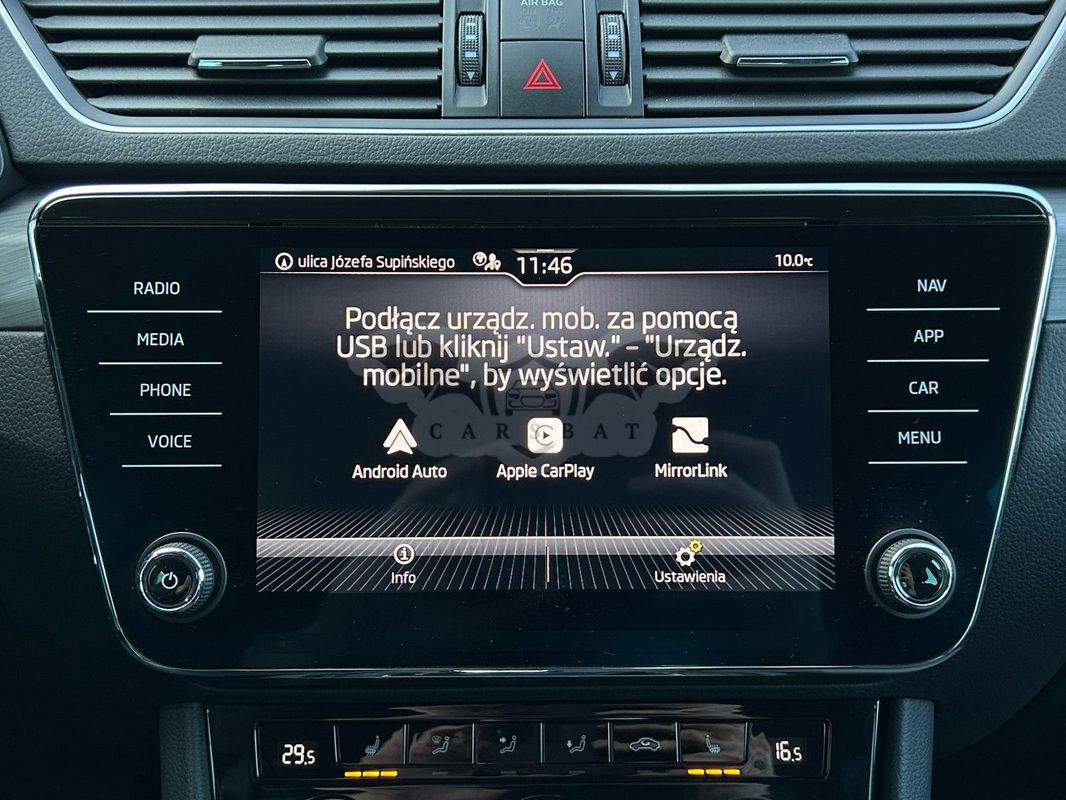 AIR BAG
RADIO
MEDIA
PHONE
VOICE
ulica Józefa Supińskiego
11:46
10.0°C
Podłącz urządz. mob. za pomocą
USB lub kliknij "Ustaw." - "Urządz.
mobilne", by wyświetlić opcje.
CARSBAT
Android Auto
Apple CarPlay
MirrorLink
Info
Ustawienia
NAV
APP
CAR
MENU
29.5
16.5